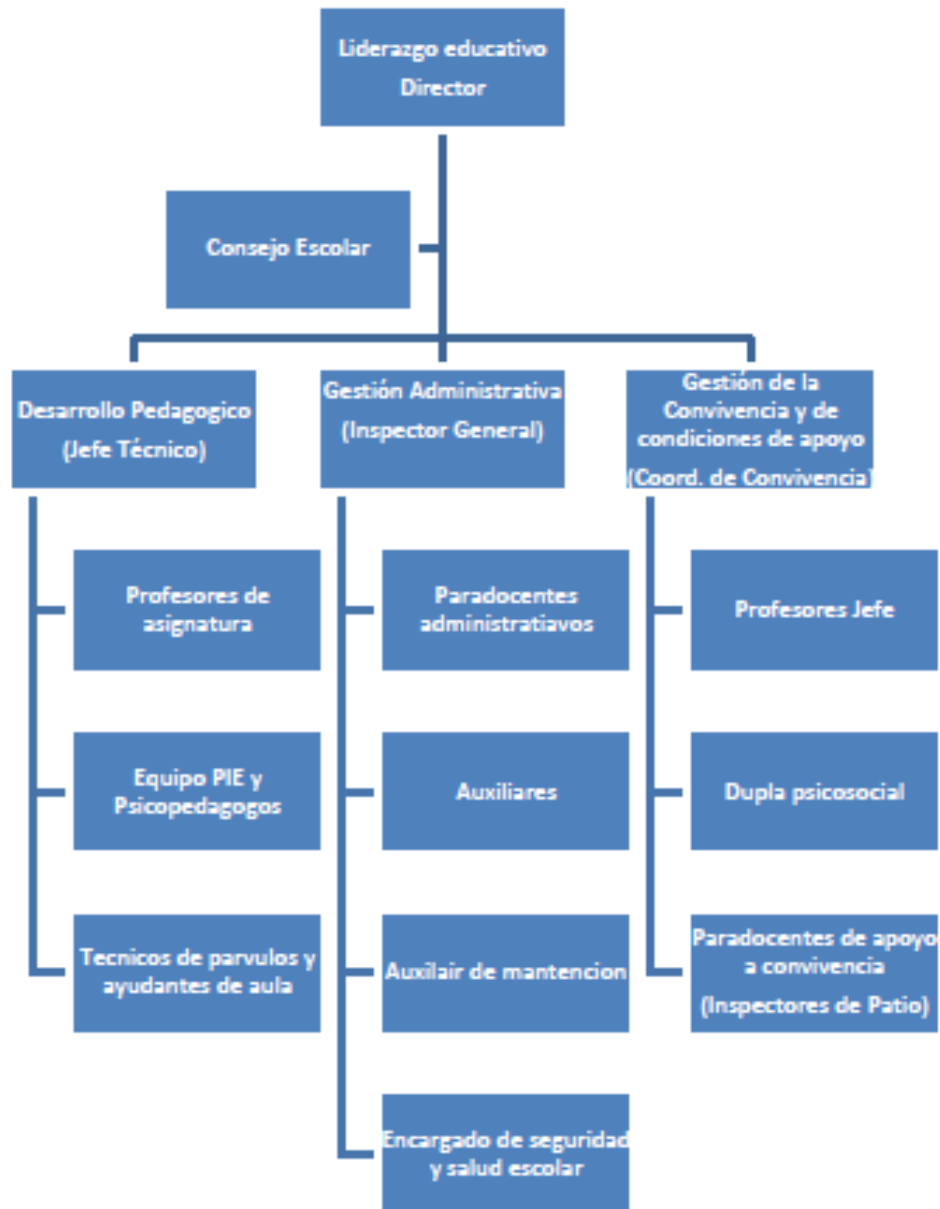 Liderazgo educativo
Director
Consejo Escolar
Desarrollo Pedagogico
(Jefe Técnico)
Gestión Administrativa
(Inspector General)
Gestión de la
Convivencia y de
condiciones de apoyo
(Coord. de Convivencia)
Profesores de
asignatura
Equipo PIE y
Psicopedagogos
Tecnicos de parvulos y
ayudantes de aula
Paradocentes
administratiavos
Auxiliares
Auxilair de mantencion
Encargado de seguridad
y salud escolar
Profesores Jefe
Dupla psicosocial
Paradocentes de apoyo
a convivencia
(Inspectores de Patio)